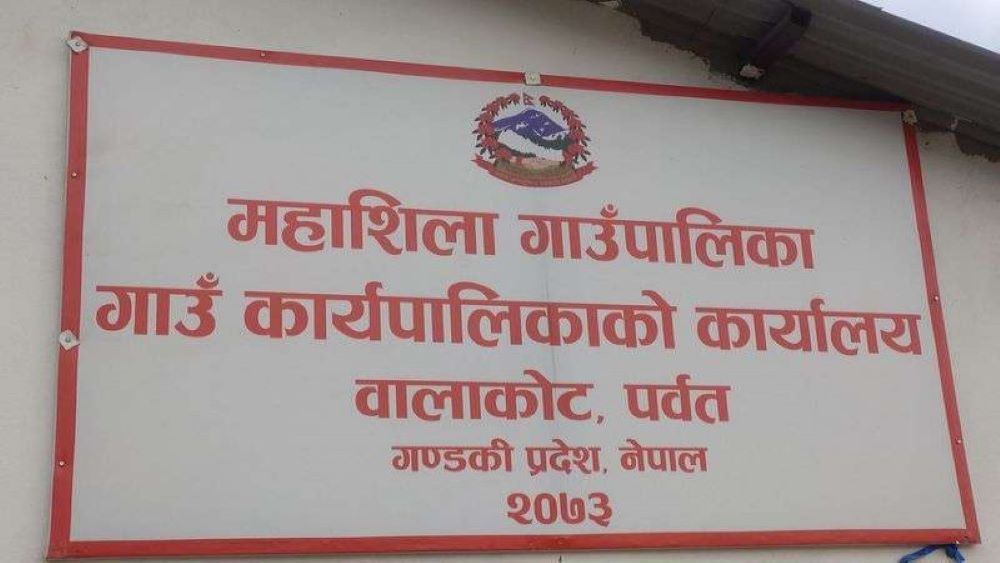 महाशिला गाउँपालिका
गाउँ कार्यपालिकाको कार्यालय
वालाकोट, पर्वत
गण्डकी प्रदेश, नेपाल
२०७३